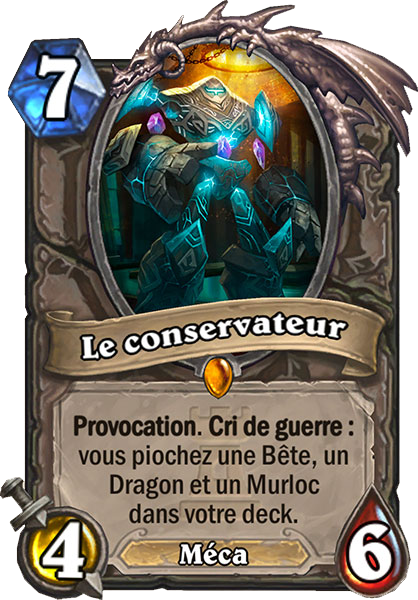 7
Le conservateur
Provocation. Cri de guerre :
vous piochez une Bête, un
Dragon et un Murloc
dans votre deck.
4
Méca
6